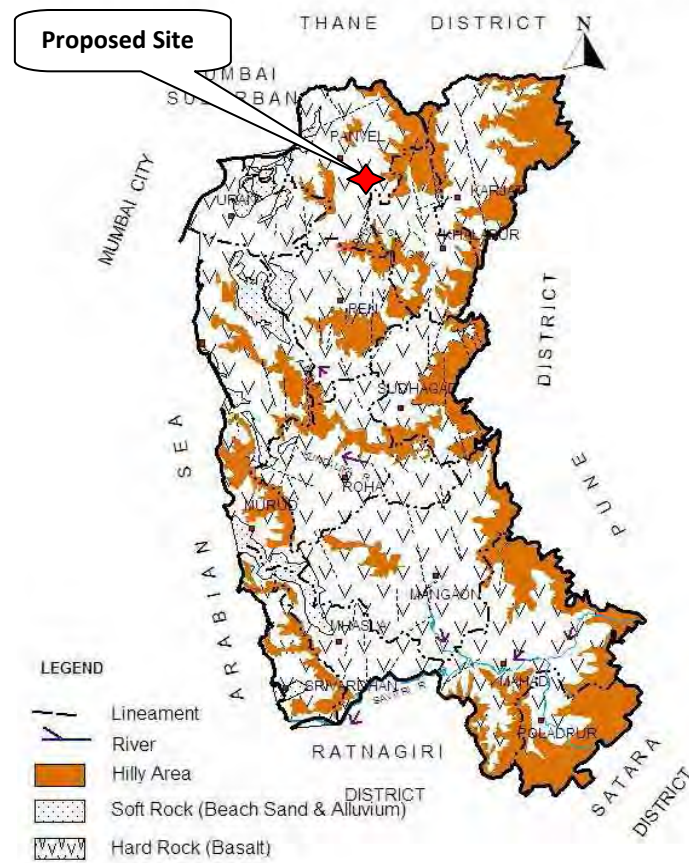 THANE DISTRICT
N
Proposed Site
MUMBAI
SUBURBAN
PANVEL
MUMBAI CITY
URAN
KARJAT
KHALAPUR
PEN
DISTRICT
SUDHAGAD
PUNE
ARABIAN SEA
ROHA
MURUD
MANGAON
MHASLA
LEGEND
SRIVARDHAN
SAVITRI R
MAHAD
POLADPUR
Lineament
River
RATNAGIRI
DISTRICT
SATARA
DISTRICT
Hilly Area
Soft Rock (Beach Sand & Alluvium)
Hard Rock (Basalt)